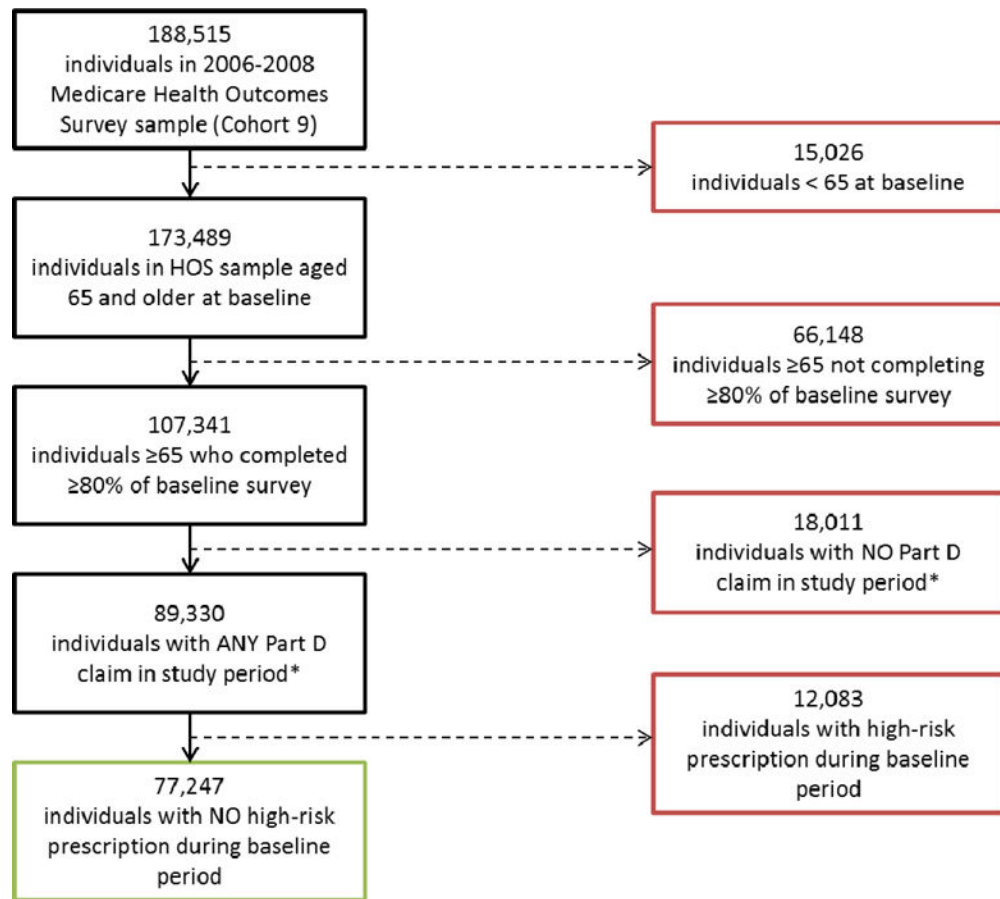 188,515
individuals in 2006-2008
Medicare Health Outcomes
Survey sample (Cohort 9)
15,026
individuals < 65 at baseline
173,489
individuals in HOS sample aged
65 and older at baseline
66,148
individuals ≥65 not completing
≥80% of baseline survey
107,341
individuals ≥65 who completed
≥80% of baseline survey
18,011
individuals with NO Part D
claim in study period*
89,330
individuals with ANY Part D
claim in study period*
12,083
individuals with high-risk
prescription during baseline
period
77,247
individuals with NO high-risk
prescription during baseline
period